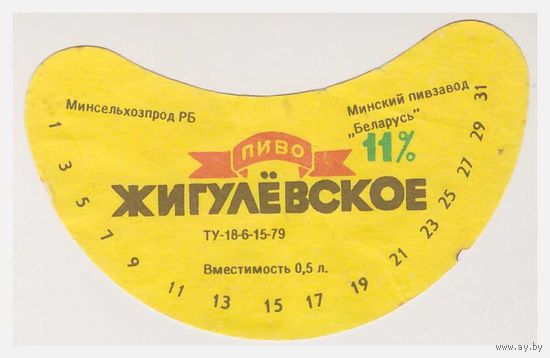 Минсельхозпрод РБ
Минский пивзавод
„Беларусь"
11%
ПИВО
ЖИГУЛЁВСКОЕ
ТУ-18-6-15-79
Вместимость 0,5 л.
1 3 5 7 9 11 13 15 17 19 21 23 25 27 29 31
www.ay.by